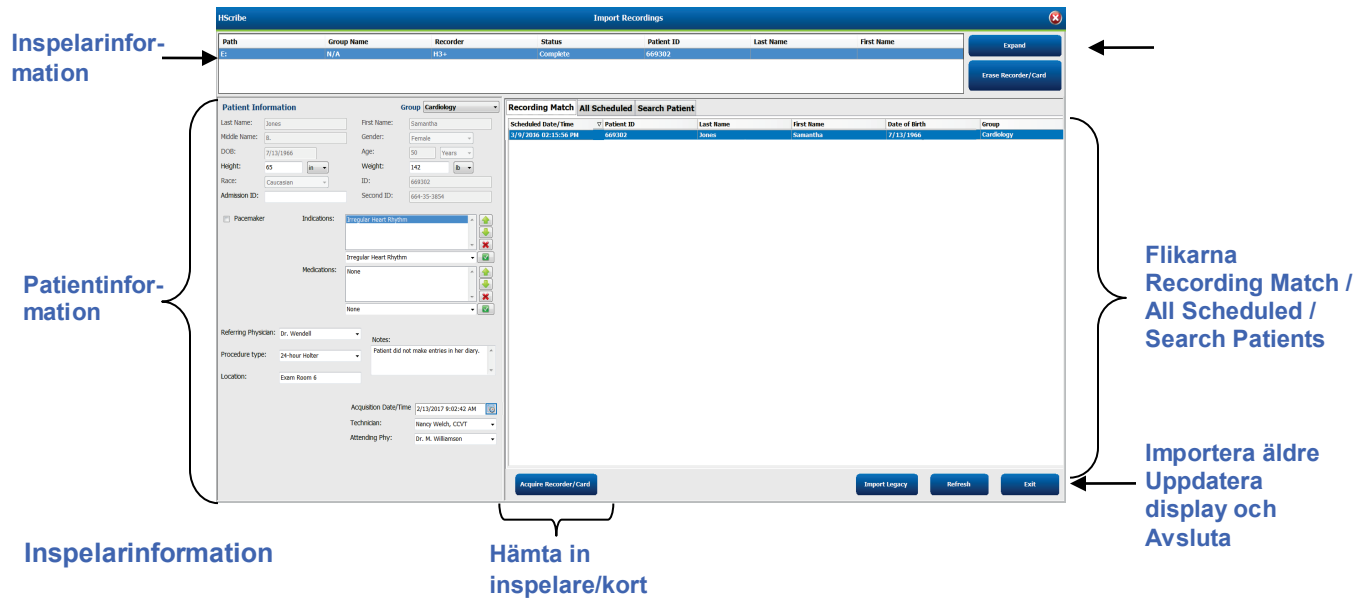 HScribe Import Recordings
Inspelarinfor-
mation
Path Group Name Recorder Status Patient ID Last Name First Name
E: N/A H3+ Complete 669302
Expand
Erase Recorder/Card
Patient Information Group Cardiology
Last Name: Jones First Name: Samantha
Middle Name: B. Gender: Female
DOB: 7/13/1966 Age: 50 Years
Height: 65 in Weight: 142 lb
Race: Caucasian ID: 669302
Admission ID: Second ID: 664-35-3854
Pacemaker Indications: Irregular Heart Rhythm
Irregular Heart Rhythm
Medications: None
None
Referring Physician: Dr. Wendell Notes:
Procedure type: 24-hour Holter Patient did not make entries in her diary.
Location: Exam Room 6
Acquisition Date/Time 2/13/2017 9:02:42 AM
Technician: Nancy Welch, CCVT
Attending Phy: Dr. M. Williamson
Patientinfor-
mation
Recording Match All Scheduled Search Patient
Scheduled Date/Time Patient ID Last Name First Name Date of Birth Group
3/9/2016 02:15:56 PM 669302 Jones Samantha 7/13/1966 Cardiology
Flikarna
Recording Match /
All Scheduled /
Search Patients
Acquire Recorder/Card Import Legacy Refresh Exit
Importera äldre
Uppdatera
display och
Avsluta
Inspelarinformation
Hämta in
inspelare/kort